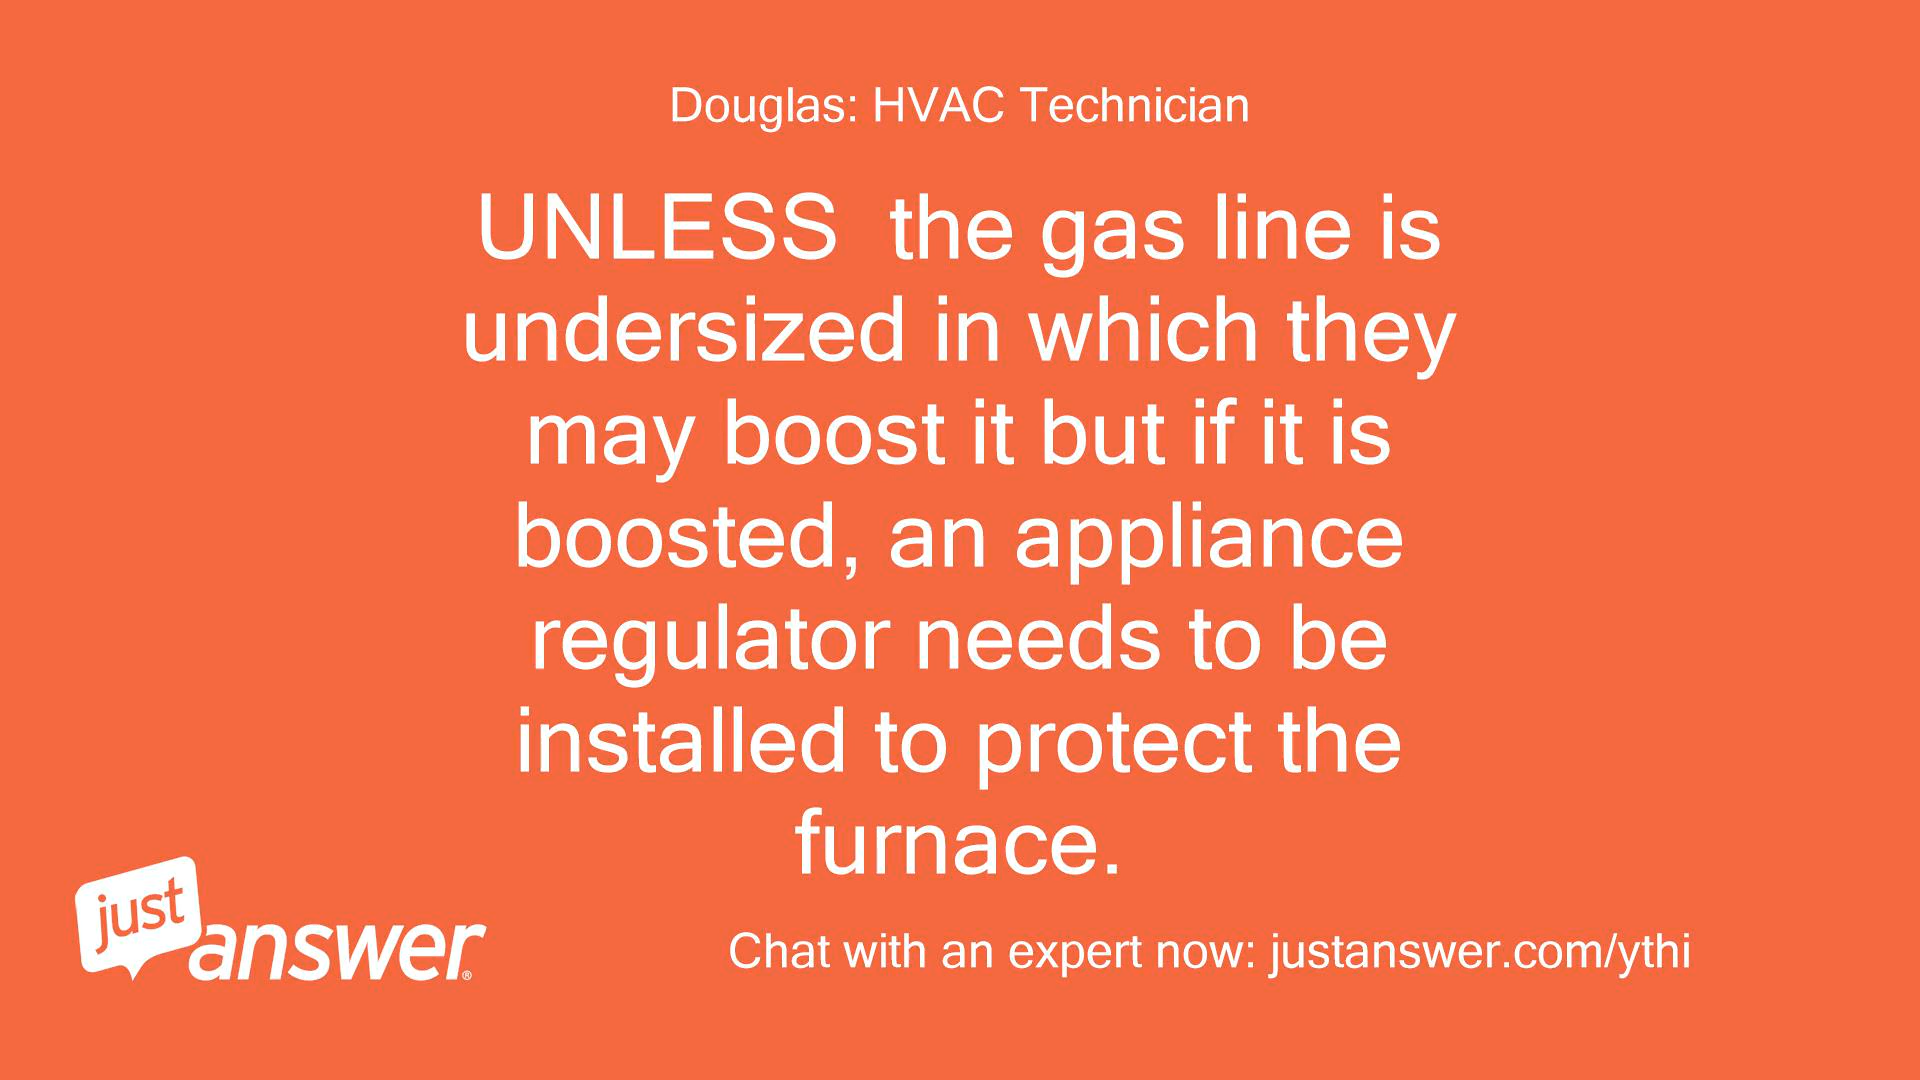 Douglas: HVAC Technician
UNLESS  the gas line is
undersized in which they
may boost it but if it is
boosted, an appliance
regulator needs to be
installed to protect the
furnace.
just
answer®
Chat with an expert now: justanswer.com/ythi